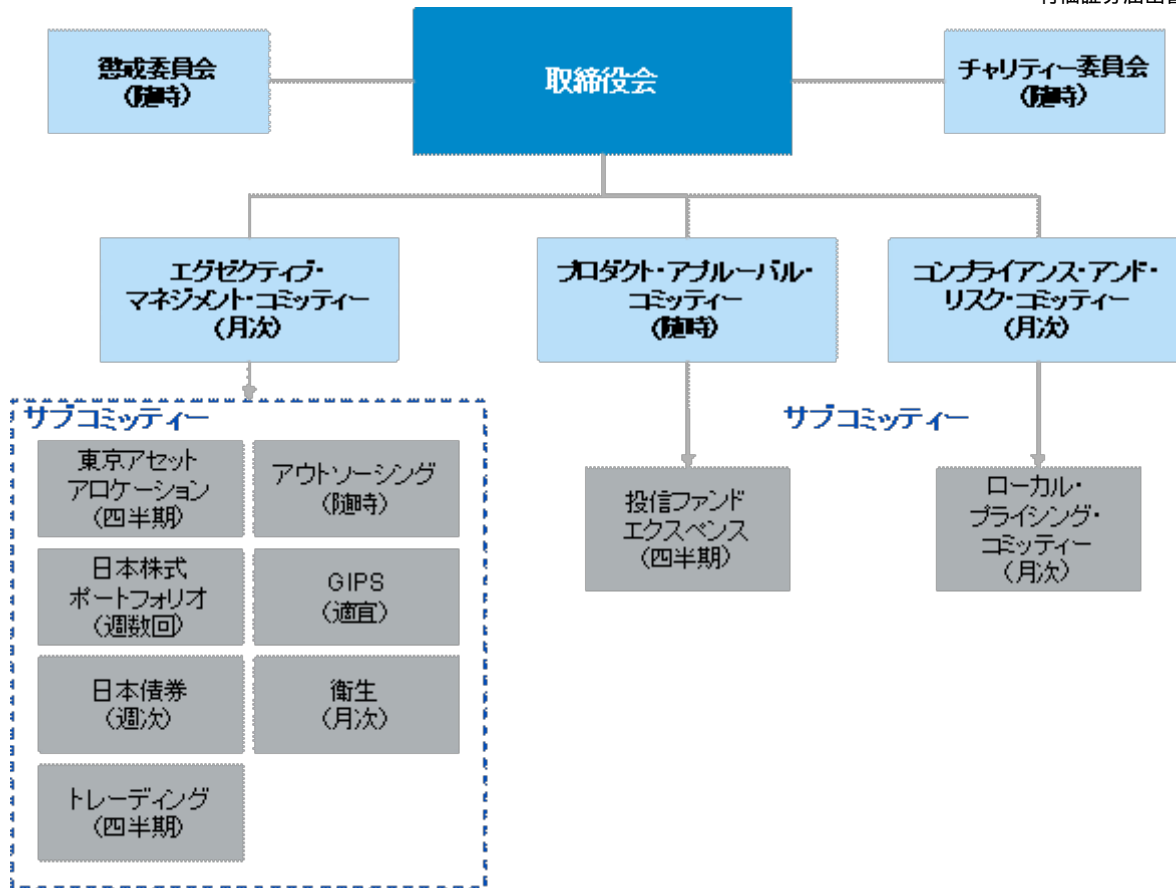 懲戒委員会
(随時)
取締役会
チャリティー委員会
(随時)
エグゼクティブ・
マネジメント・コミッティー
(月次)
プロダクト・アプルーバル・
コミッティー
(随時)
コンプライアンス・アンド・
リスク・コミッティー
(月次)
サブコミッティー
東京アセット
アロケーション
(四半期)
アウトソーシング
(随時)
日本株式
ポートフォリオ
(週数回)
GIPS
(適宜)
日本債券
(週次)
衛生
(月次)
トレーディング
(四半期)
サブコミッティー
投信ファンド
エクスペンス
(四半期)
ローカル・
プライシング・
コミッティー
(月次)